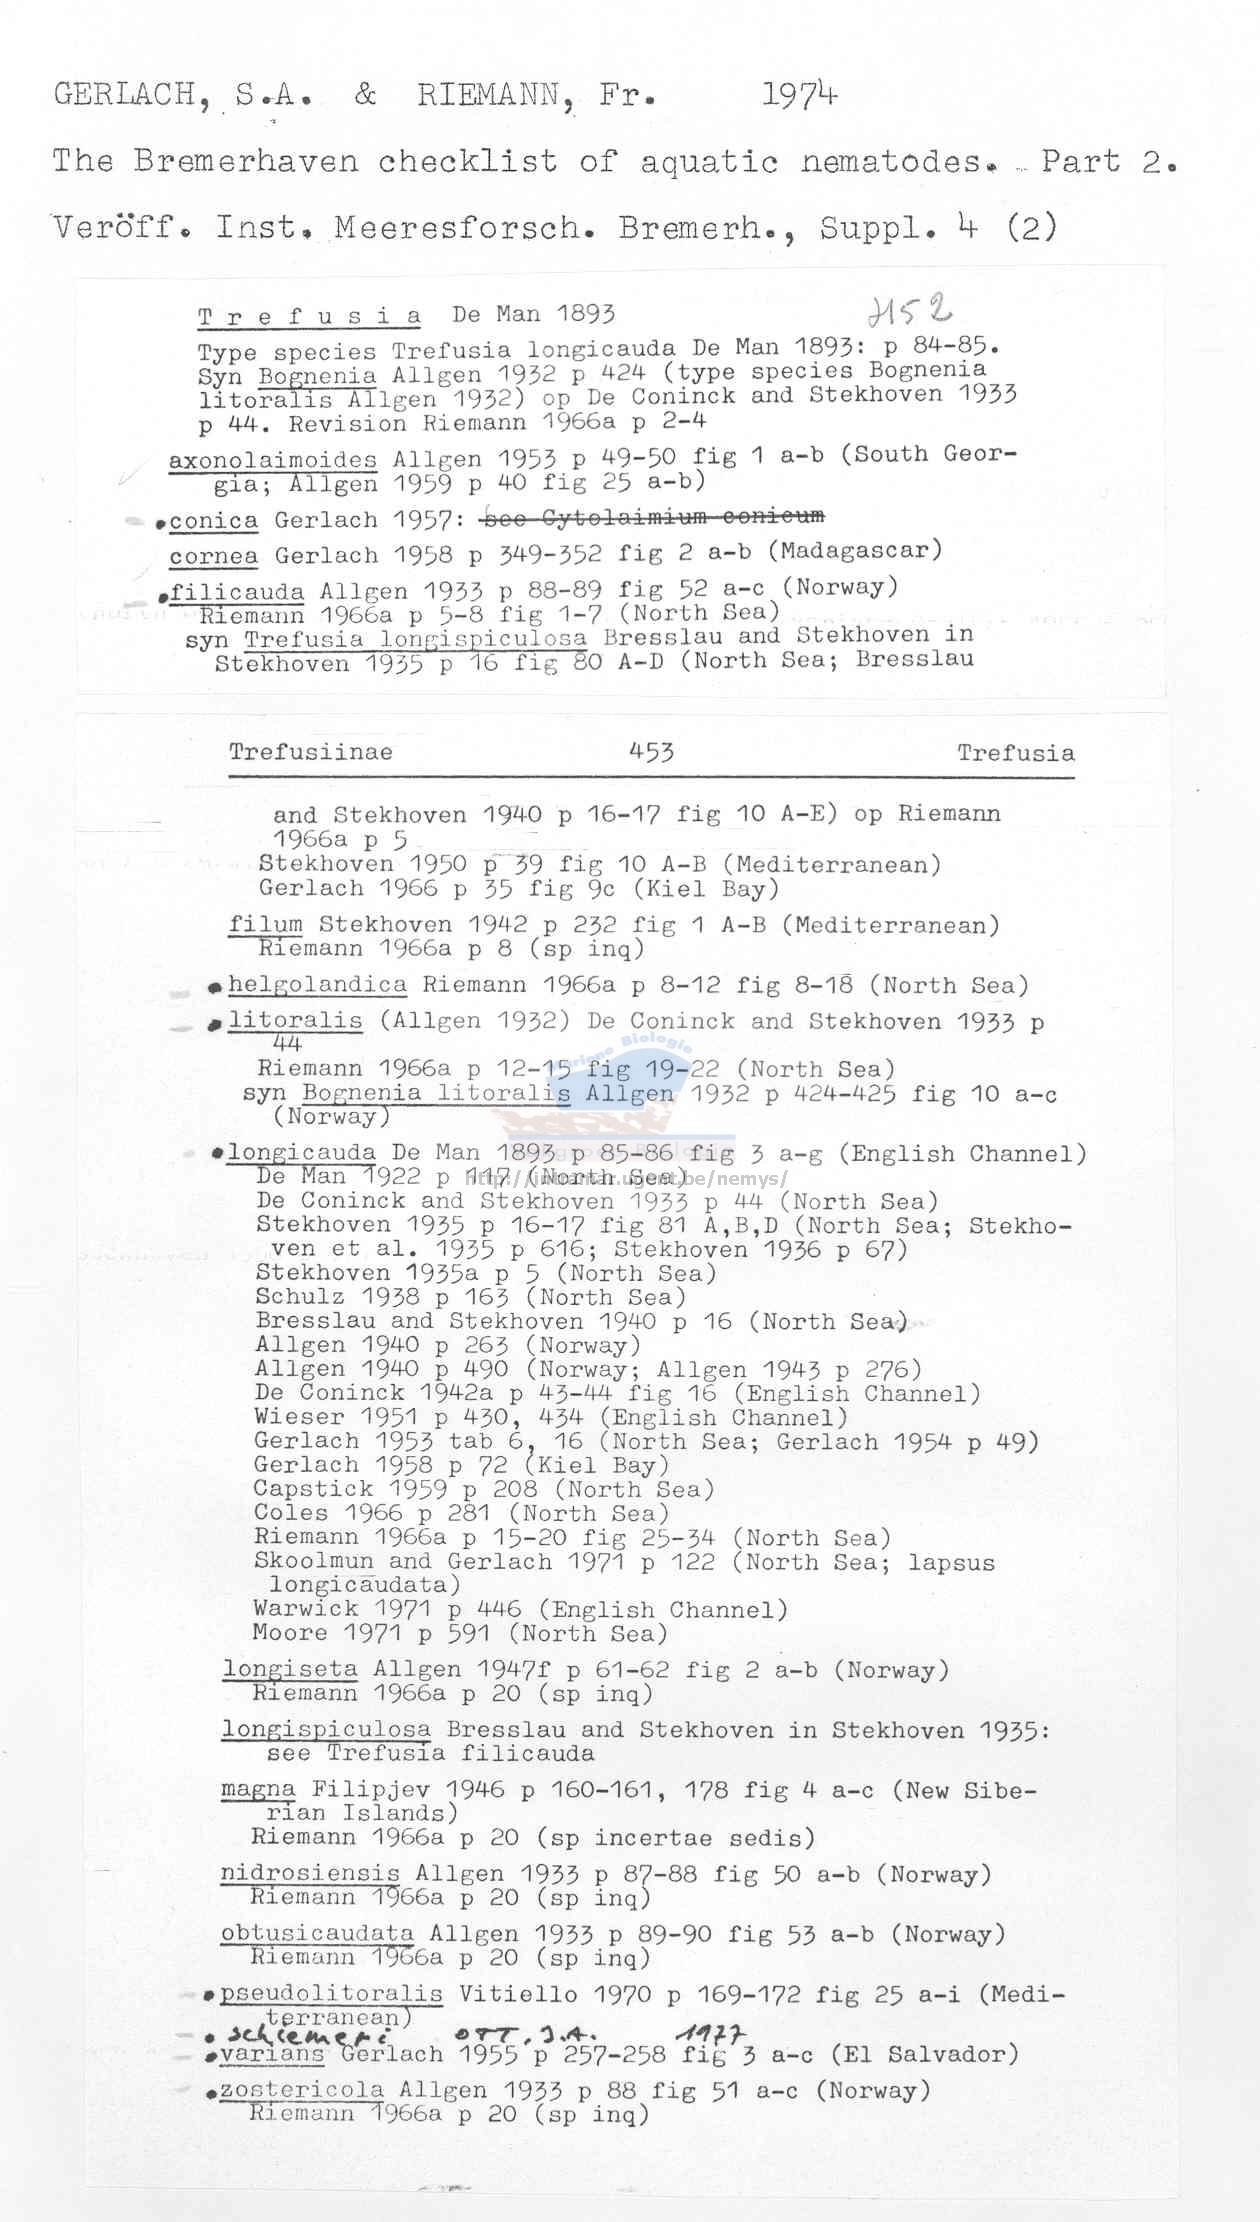 GERLACH, S.A. & RIEMANN, Fr. 1974
The Bremerhaven checklist of aquatic nematodes. Part 2.
Veröff. Inst. Meeresforsch. Bremerh., Suppl. 4 (2)
Trefusia De Man 1893
Type species Trefusia longicauda De Man 1893: p 84-85.
Syn Bognenia Allgen 1932 p 424 (type species Bognenia
litoralis Allgen 1932) op De Coninck and Stekhoven 1933
p 44. Revision Riemann 1966a p 2-4
axonolaimoides Allgen 1953 p 49-50 fig 1 a-b (South Geor-
gia; Allgen 1959 p 40 fig 25 a-b)
•conica Gerlach 1957: see Cytolaimium conicum
cornea Gerlach 1958 p 349-352 fig 2 a-b (Madagascar)
•filicauda Allgen 1933 p 88-89 fig 52 a-c (Norway)
Riemann 1966a p 5-8 fig 1-7 (North Sea)
syn Trefusia longispiculosa Bresslau and Stekhoven in
Stekhoven 1935 p 16 fig 80 A-D (North Sea; Bresslau
Trefusiinae 453 Trefusia
and Stekhoven 1940 p 16-17 fig 10 A-E) op Riemann
1966a p 5
Stekhoven 1950 p 39 fig 10 A-B (Mediterranean)
Gerlach 1966 p 35 fig 9c (Kiel Bay)
filum Stekhoven 1942 p 232 fig 1 A-B (Mediterranean)
Riemann 1966a p 8 (sp inq)
•helgolandica Riemann 1966a p 8-12 fig 8-18 (North Sea)
•litoralis (Allgen 1932) De Coninck and Stekhoven 1933 p
44
Riemann 1966a p 12-15 fig 19-22 (North Sea)
syn Bognenia litoralis Allgen 1932 p 424-425 fig 10 a-c
(Norway)
•longicauda De Man 1893 p 85-86 fig 3 a-g (English Channel)
De Man 1922 p 117 (North Sea)
De Coninck and Stekhoven 1933 p 44 (North Sea)
Stekhoven 1935 p 16-17 fig 81 A,B,D (North Sea; Stekho-
ven et al. 1935 p 616; Stekhoven 1936 p 67)
Stekhoven 1935a p 5 (North Sea)
Schulz 1938 p 163 (North Sea)
Bresslau and Stekhoven 1940 p 16 (North Sea)
Allgen 1940 p 263 (Norway)
Allgen 1940 p 490 (Norway; Allgen 1943 p 276)
De Coninck 1942a p 43-44 fig 16 (English Channel)
Wieser 1951 p 430, 434 (English Channel)
Gerlach 1953 tab 6, 16 (North Sea; Gerlach 1954 p 49)
Gerlach 1958 p 72 (Kiel Bay)
Capstick 1959 p 208 (North Sea)
Coles 1966 p 281 (North Sea)
Riemann 1966a p 15-20 fig 25-34 (North Sea)
Skoolmun and Gerlach 1971 p 122 (North Sea; lapsus
longicaudata)
Warwick 1971 p 446 (English Channel)
Moore 1971 p 591 (North Sea)
longiseta Allgen 1947f p 61-62 fig 2 a-b (Norway)
Riemann 1966a p 20 (sp inq)
longispiculosa Bresslau and Stekhoven in Stekhoven 1935:
see Trefusia filicauda
magna Filipjev 1946 p 160-161, 178 fig 4 a-c (New Sibe-
rian Islands)
Riemann 1966a p 20 (sp incertae sedis)
nidrosiensis Allgen 1933 p 87-88 fig 50 a-b (Norway)
Riemann 1966a p 20 (sp inq)
obtusicaudata Allgen 1933 p 89-90 fig 53 a-b (Norway)
Riemann 1966a p 20 (sp inq)
•pseudolitoralis Vitiello 1970 p 169-172 fig 25 a-i (Medi-
terranean)
• schiemeri OTT, J.A. 1977
•varians Gerlach 1955 p 257-258 fig 3 a-c (El Salvador)
•zostericola Allgen 1933 p 88 fig 51 a-c (Norway)
Riemann 1966a p 20 (sp inq)